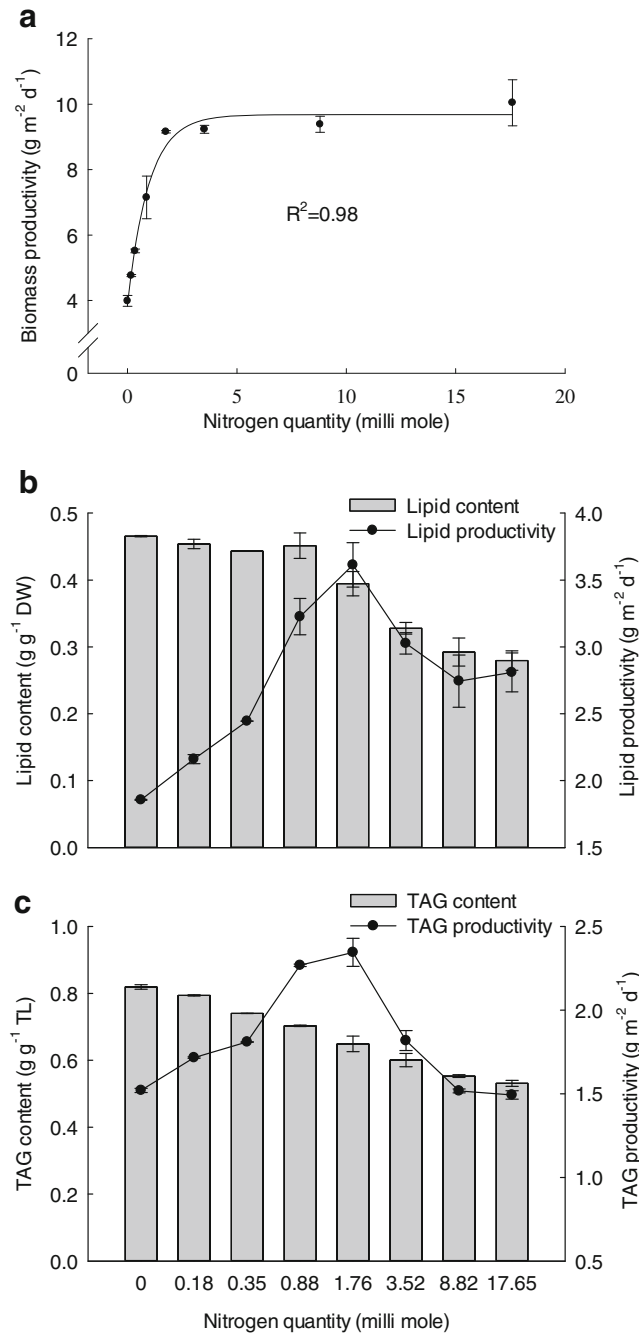 a
12
10
8
6
4
0
Biomass productivity (g m-2 d-1)
R2=0.98
0 5 10 15 20
Nitrogen quantity (milli mole)
b
Lipid content
Lipid productivity
0.5
0.4
0.3
0.2
0.1
0.0
Lipid content (g g-1 DW)
4.0
3.5
3.0
2.5
2.0
1.5
Lipid productivity (g m-2 d-1)
c
TAG content
TAG productivity
1.0
0.8
0.6
0.4
0.2
0.0
TAG content (g g-1 TL)
2.5
2.0
1.5
1.0
0.5
TAG productivity (g m-2 d-1)
0 0.18 0.35 0.88 1.76 3.52 8.82 17.65
Nitrogen quantity (milli mole)